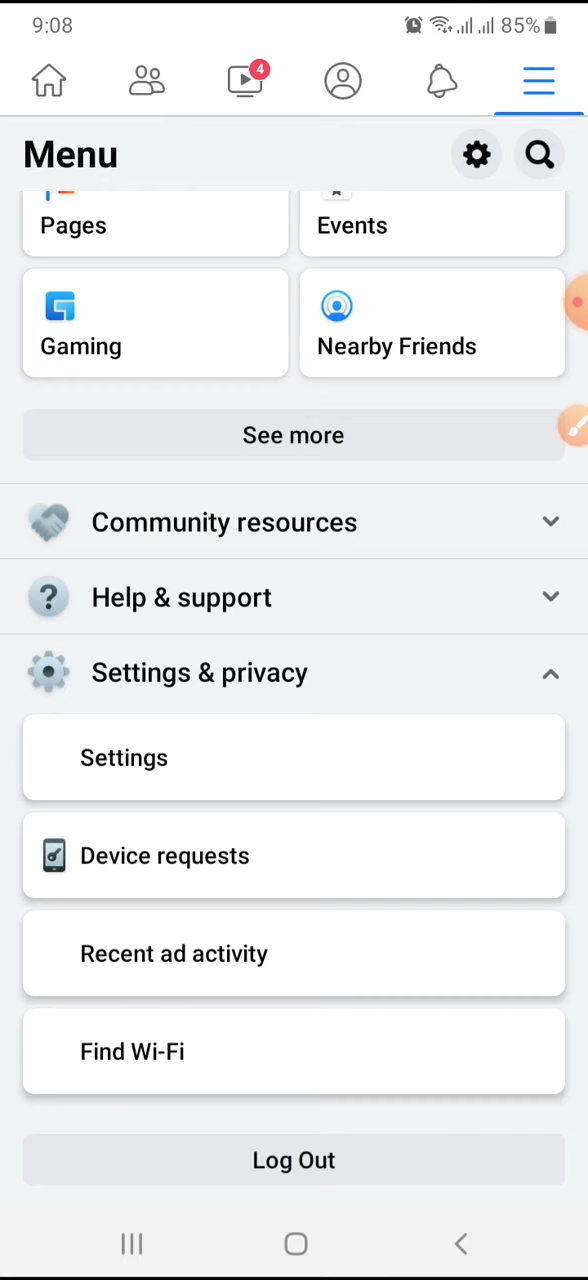 9:08
85%
4
Menu
Pages
Events
Gaming
Nearby Friends
See more
Community resources
? Help & support
Settings & privacy
Settings
Device requests
Recent ad activity
Find Wi-Fi
Log Out